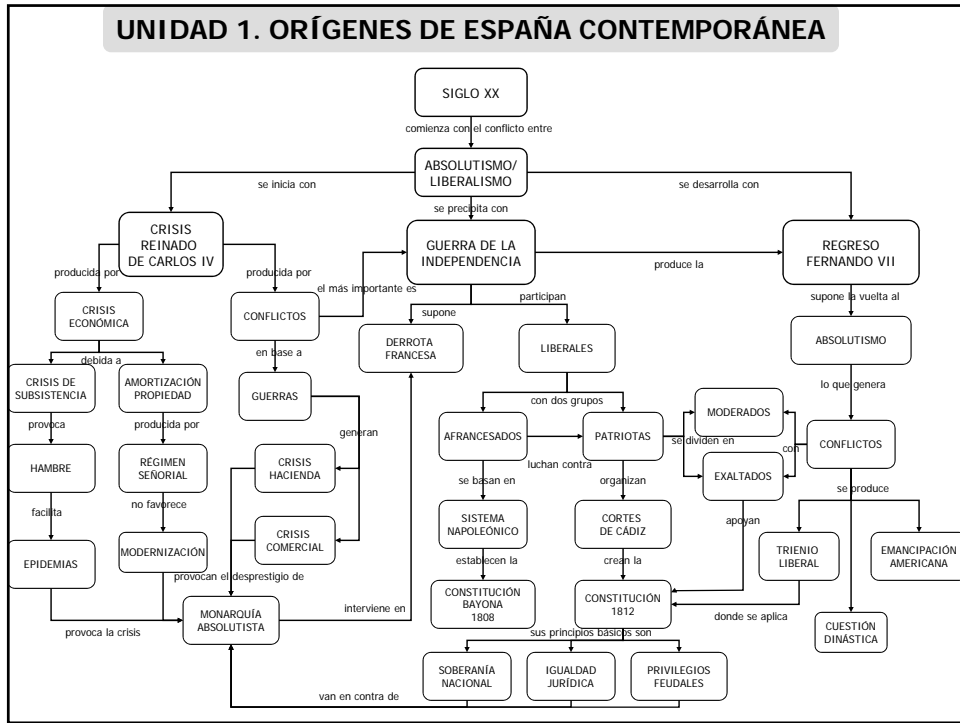 UNIDAD 1. ORÍGENES DE ESPAÑA CONTEMPORÁNEA
SIGLO XX
comienza con el conflicto entre
ABSOLUTISMO/
LIBERALISMO
se inicia con
se precipita con
se desarrolla con
CRISIS
REINADO
DE CARLOS IV
GUERRA DE LA
INDEPENDENCIA
REGRESO
FERNANDO VII
produce la
producida por
producida por
el más importante es
supone
participan
supone la vuelta al
CRISIS
ECONÓMICA
CONFLICTOS
DERROTA
FRANCESA
LIBERALES
ABSOLUTISMO
debida a
en base a
con dos grupos
lo que genera
CRISIS DE
SUBSISTENCIA
AMORTIZACIÓN
PROPIEDAD
GUERRAS
AFRANCESADOS
PATRIOTAS
MODERADOS
CONFLICTOS
provoca
producida por
generan
luchan contra
se dividen en
con
HAMBRE
RÉGIMEN
SEÑORIAL
CRISIS
HACIENDA
se basan en
organizan
EXALTADOS
se produce
facilita
no favorece
apoyan
EPIDEMIAS
MODERNIZACIÓN
CRISIS
COMERCIAL
SISTEMA
NAPOLEÓNICO
CORTES
DE CÁDIZ
TRIENIO
LIBERAL
EMANCIPACIÓN
AMERICANA
provocan el desprestigio de
establecen la
crean la
MONARQUÍA
ABSOLUTISTA
interviene en
CONSTITUCIÓN
BAYONA
1808
CONSTITUCIÓN
1812
donde se aplica
CUESTIÓN
DINÁSTICA
provoca la crisis
sus principios básicos son
SOBERANÍA
NACIONAL
IGUALDAD
JURÍDICA
PRIVILEGIOS
FEUDALES
van en contra de